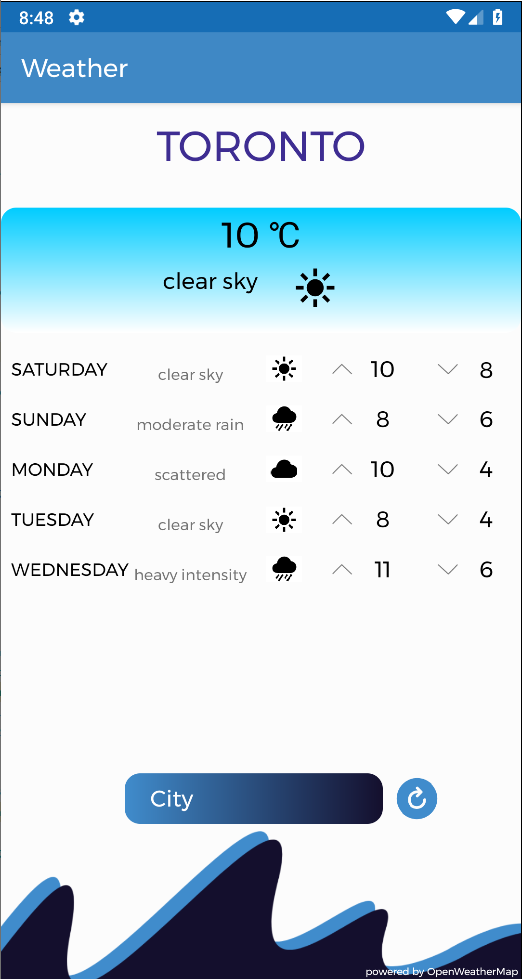 8:48
Weather
TORONTO
10 °C
clear sky
SATURDAY clear sky 10 8
SUNDAY moderate rain 8 6
MONDAY scattered 10 4
TUESDAY clear sky 8 4
WEDNESDAY heavy intensity 11 6
City
powered by OpenWeatherMap